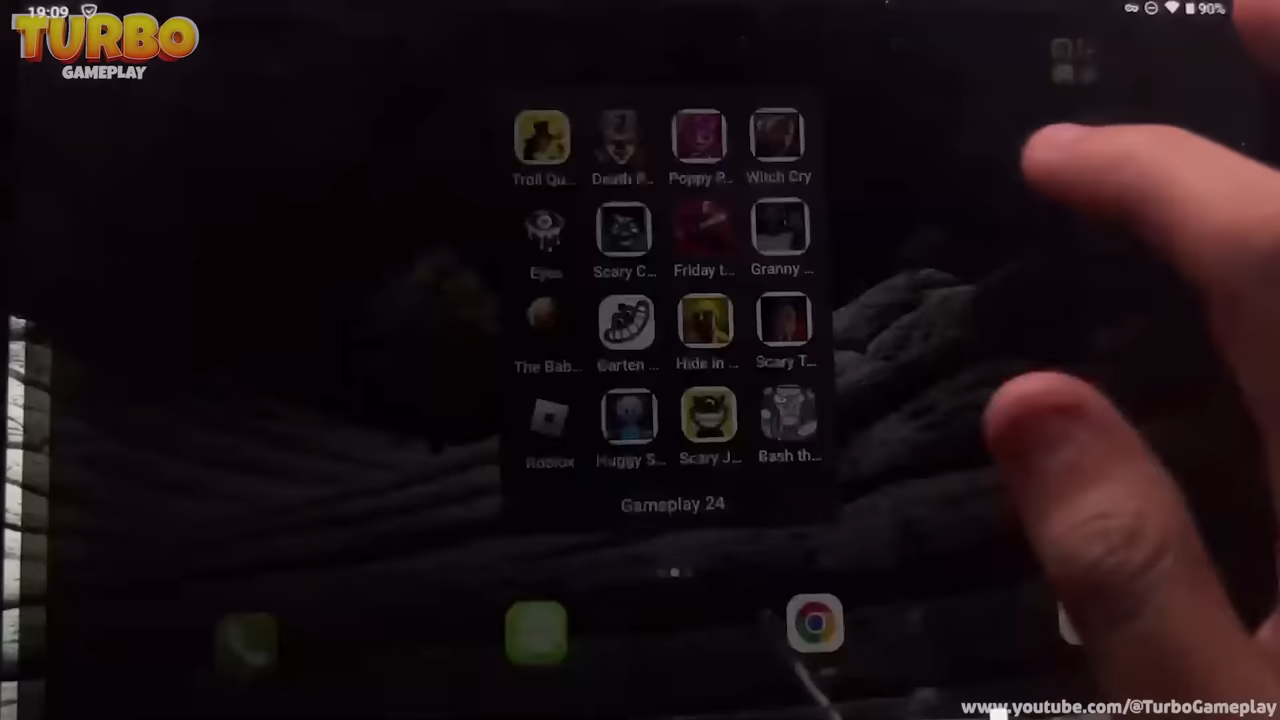 19:09
90%
TURBO
GAMEPLAY
Troll Qu... Death P... Poppy P... Witch Cry
Eyes Scary C... Friday t... Granny ...
The Bab... Garten ... Hide in ... Scary T...
Roblox Huggy S... Scary J... Bash th...
Gameplay 24
www.youtube.com/@TurboGameplay